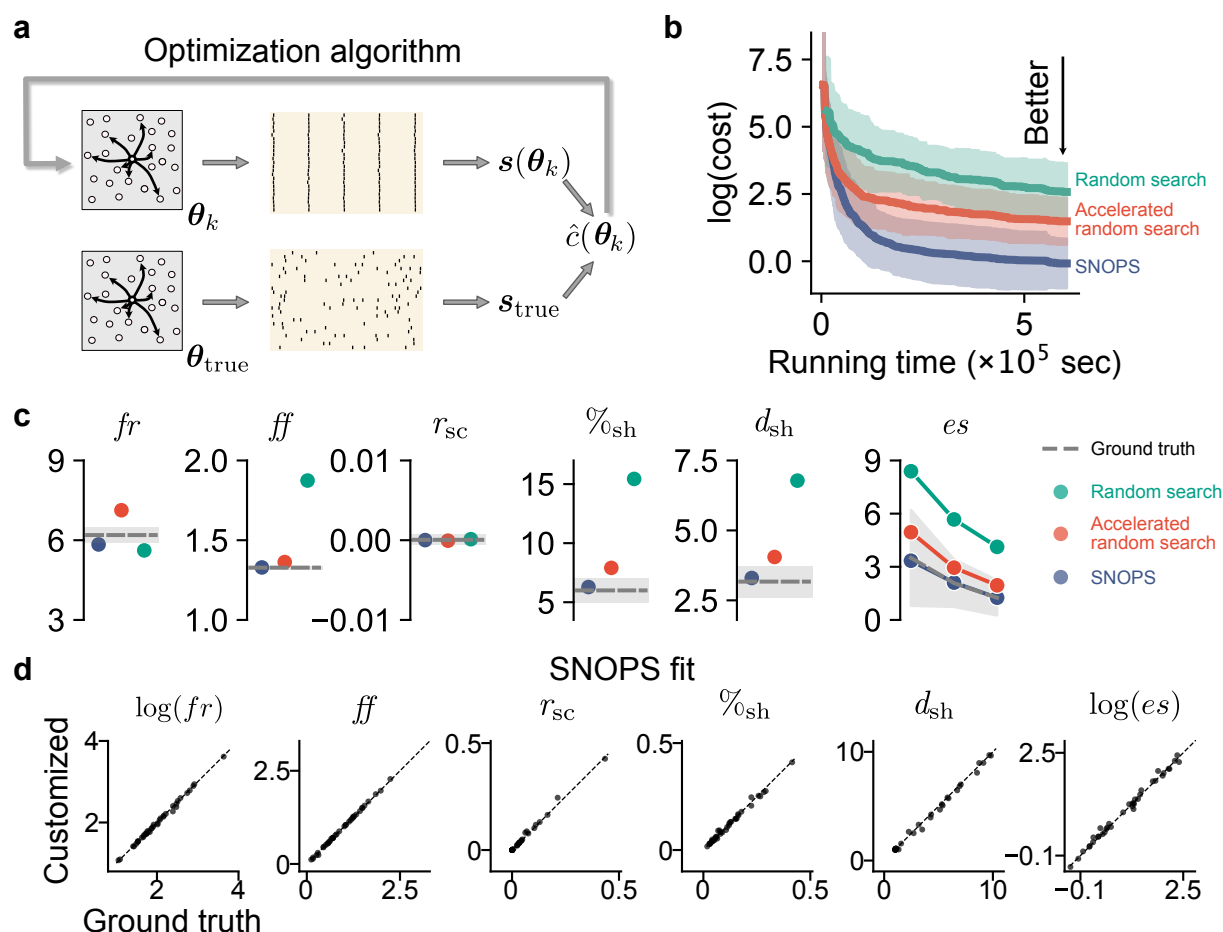 a
Optimization algorithm
θk
s(θk)
ĉ(θk)
θtrue
strue
b
7.5
5.0
2.5
0.0
log(cost)
Better
Random search
Accelerated
random search
SNOPS
0
5
Running time (×10⁵ sec)
c
fr
ff
rsc
%sh
dsh
es
9
6
3
2.0
1.5
1.0
0.01
0.00
−0.01
15
10
5
7.5
5.0
2.5
9
6
3
0
Ground truth
Random search
Accelerated
random search
SNOPS
d
SNOPS fit
log(fr)
ff
rsc
%sh
dsh
log(es)
Customized
4
2
2.5
0
0.5
0
0.5
0
10
0
2.5
−0.1
2
4
0
2.5
0
0.5
0
0.5
0
10
−0.1
2.5
Ground truth